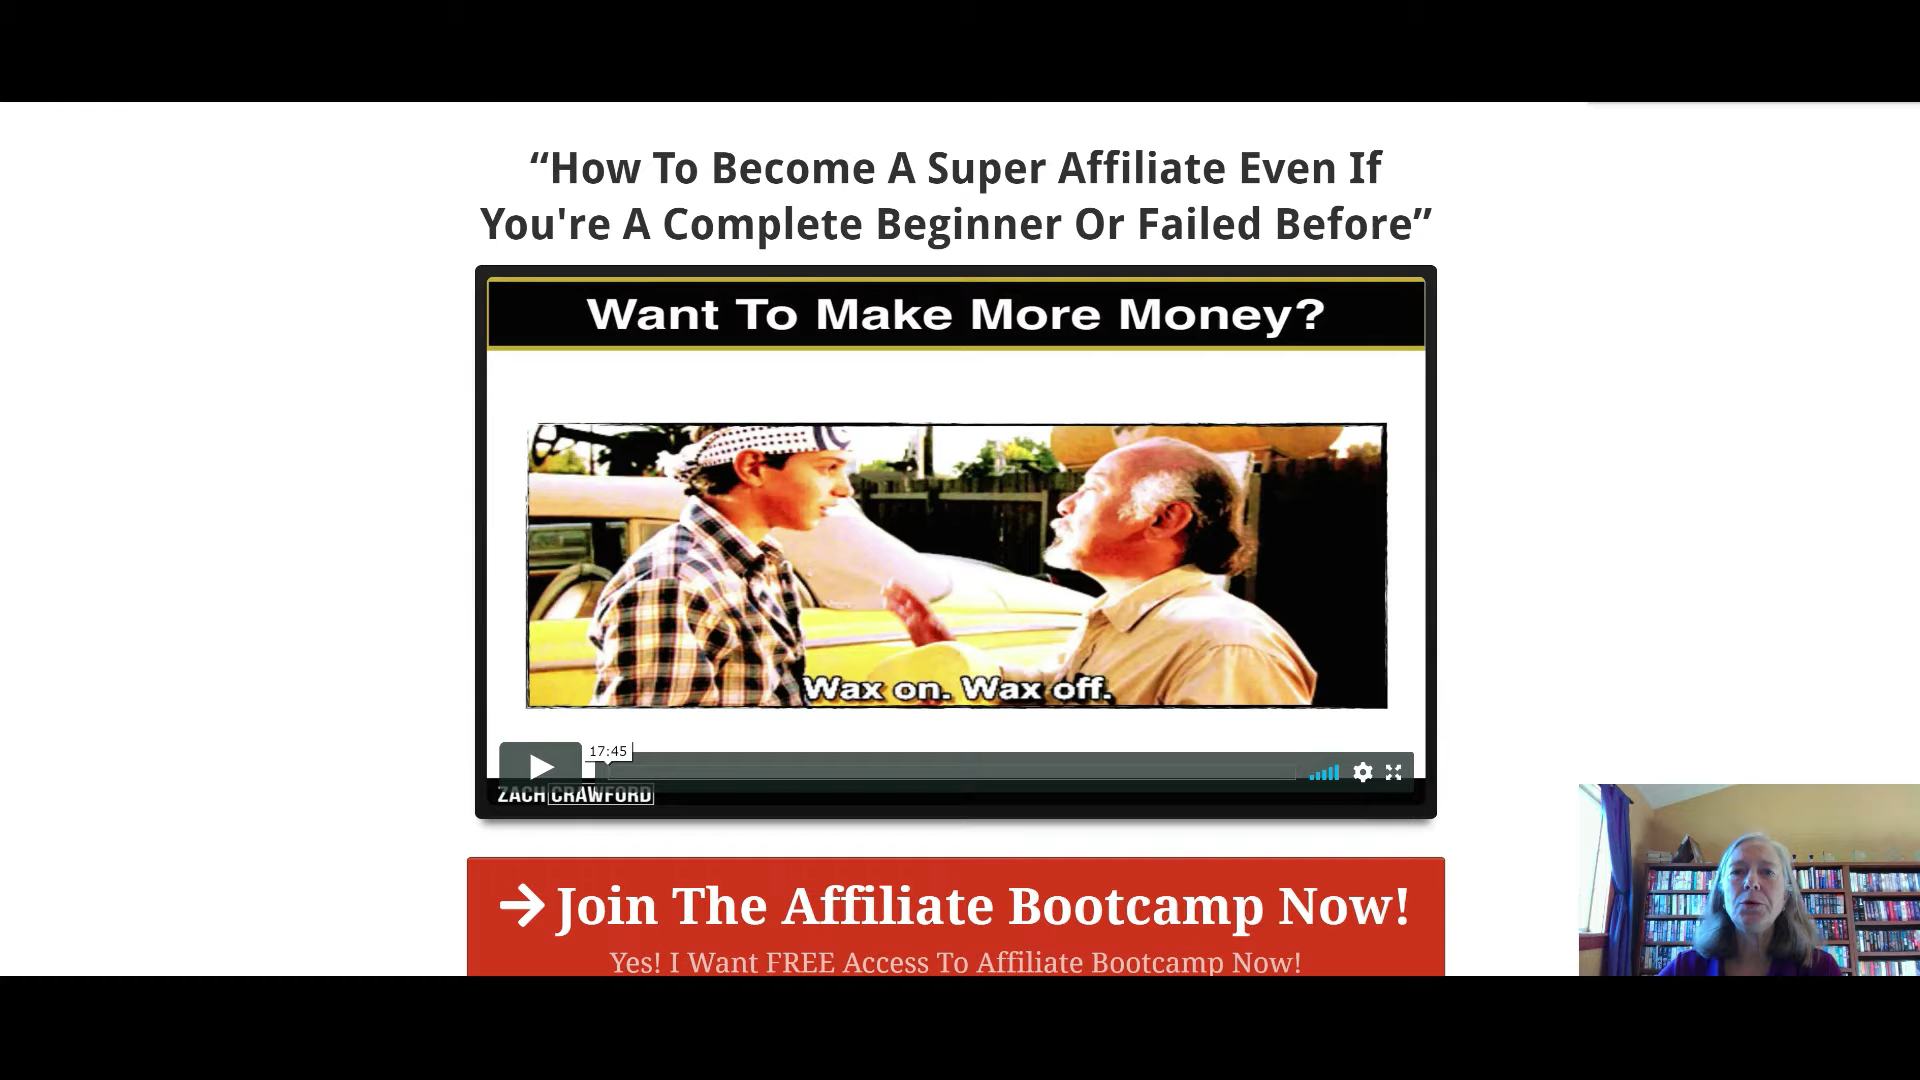 “How To Become A Super Affiliate Even If
You're A Complete Beginner Or Failed Before”
Want To Make More Money?
Wax on. Wax off.
17:45
ZACH CRAWFORD
Join The Affiliate Bootcamp Now!
Yes! I Want FREE Access To Affiliate Bootcamp Now!